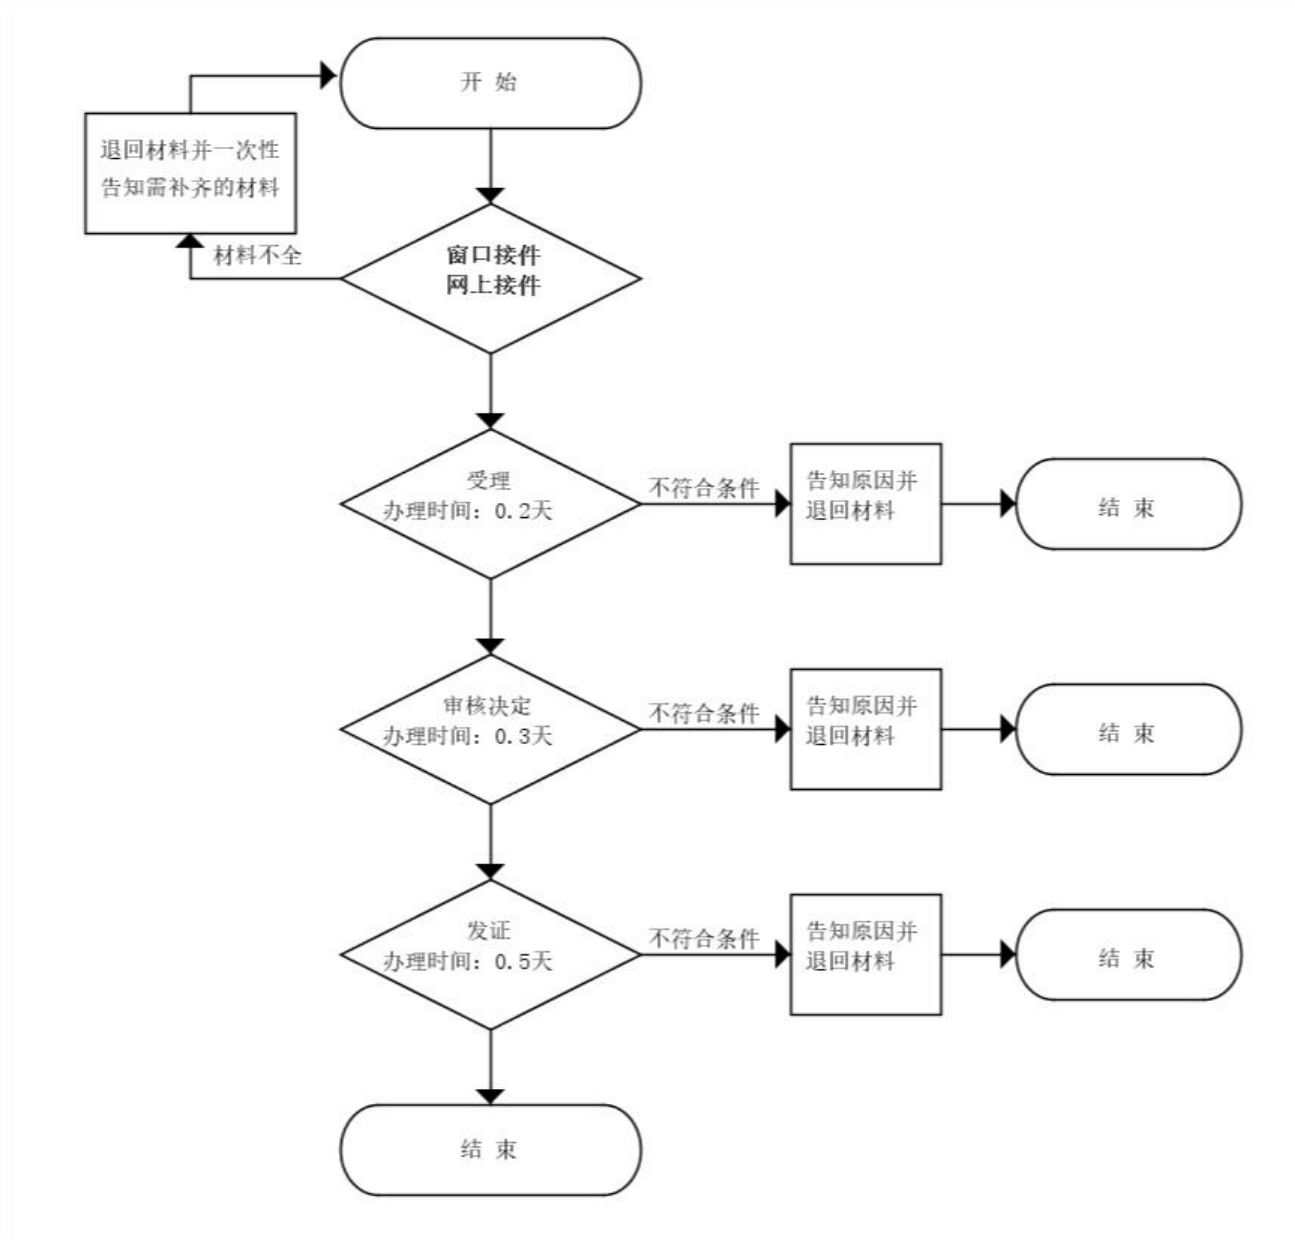 开 始
退回材料并一次性
告知需补齐的材料
材料不全
窗口接件
网上接件
受理
办理时间：0.2天
不符合条件
告知原因并
退回材料
结 束
审核决定
办理时间：0.3天
不符合条件
告知原因并
退回材料
结 束
发证
办理时间：0.5天
不符合条件
告知原因并
退回材料
结 束
结 束